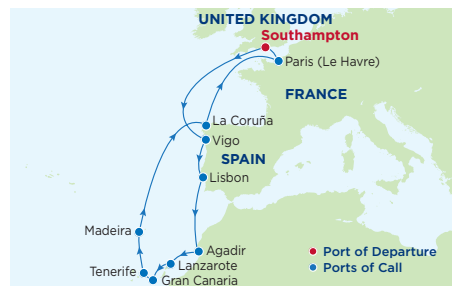 UNITED KINGDOM
Southampton
Paris (Le Havre)
FRANCE
La Coruña
Vigo
SPAIN
Lisbon
Madeira
Agadir
Lanzarote
Tenerife
Gran Canaria
Port of Departure
Ports of Call